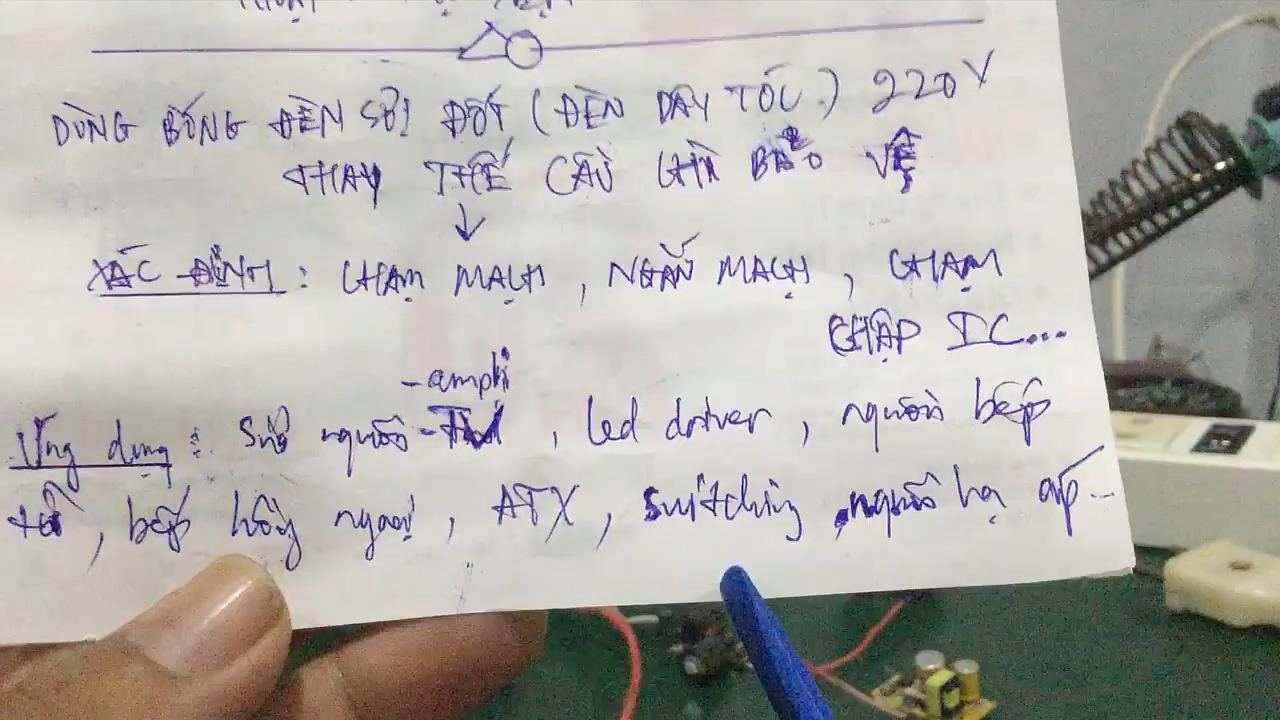 DÙNG BÓNG ĐÈN SỢI ĐỐT (ĐÈN DÂY TÓC) 220V
THAY THẾ CẦU CHÌ BẢO VỆ
XÁC ĐỊNH: CHẠM MẠCH, NGẮN MẠCH, CHẠM
CHẬP IC...
-ampli
Ứng dụng: Sửa nguồn -Tivi, led driver, nguồn bếp
từ, bếp hồng ngoại, ATX, switching, nguồn hạ áp...